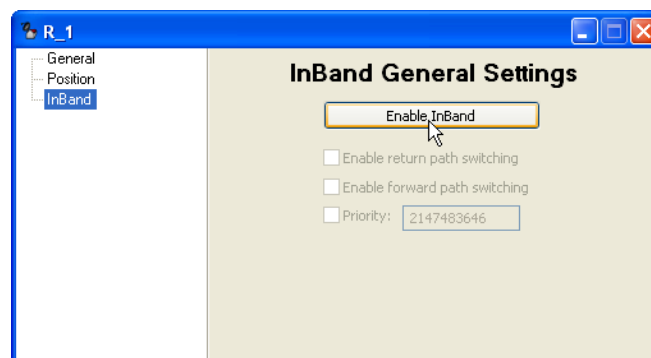 R_1
General
Position
InBand
InBand General Settings
Enable InBand
Enable return path switching
Enable forward path switching
Priority: 2147483646